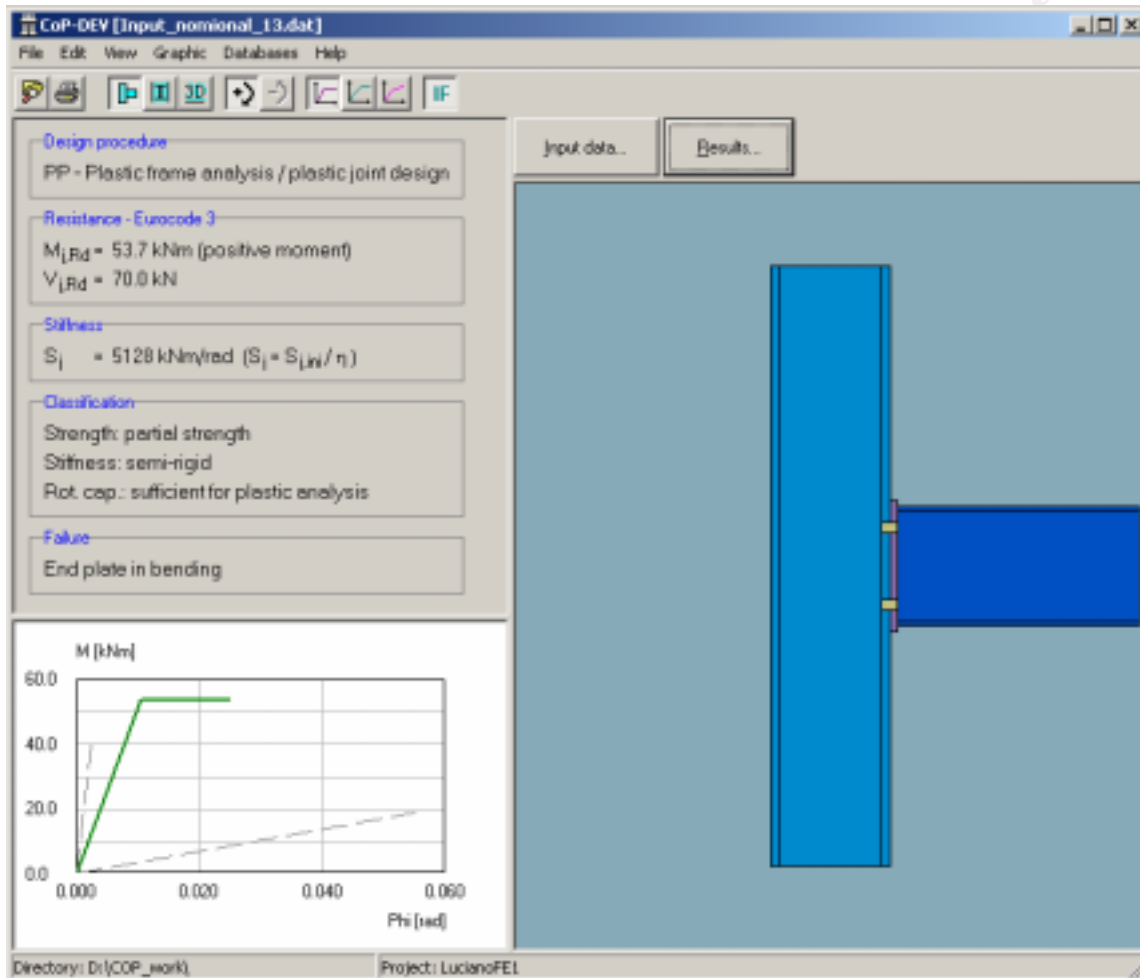 CoP-DEV [Input_nomional_13.dat]
File Edit View Graphic Databases Help
3D IF
Design procedure
PP - Plastic frame analysis / plastic joint design
Resistance - Eurocode 3
Mj,Rd = 53.7 kNm (positive moment)
Vj,Rd = 70.0 kN
Stiffness
Sj = 5128 kNm/rad (Sj = Sj,ini / η)
Classification
Strength: partial strength
Stiffness: semi-rigid
Rot. cap.: sufficient for plastic analysis
Failure
End plate in bending
Input data...
Results...
M [kNm]
60.0
40.0
20.0
0.0
0.000 0.020 0.040 0.060
Phi [rad]
Directory: D:\COP_work\,
Project: LucianoFE1